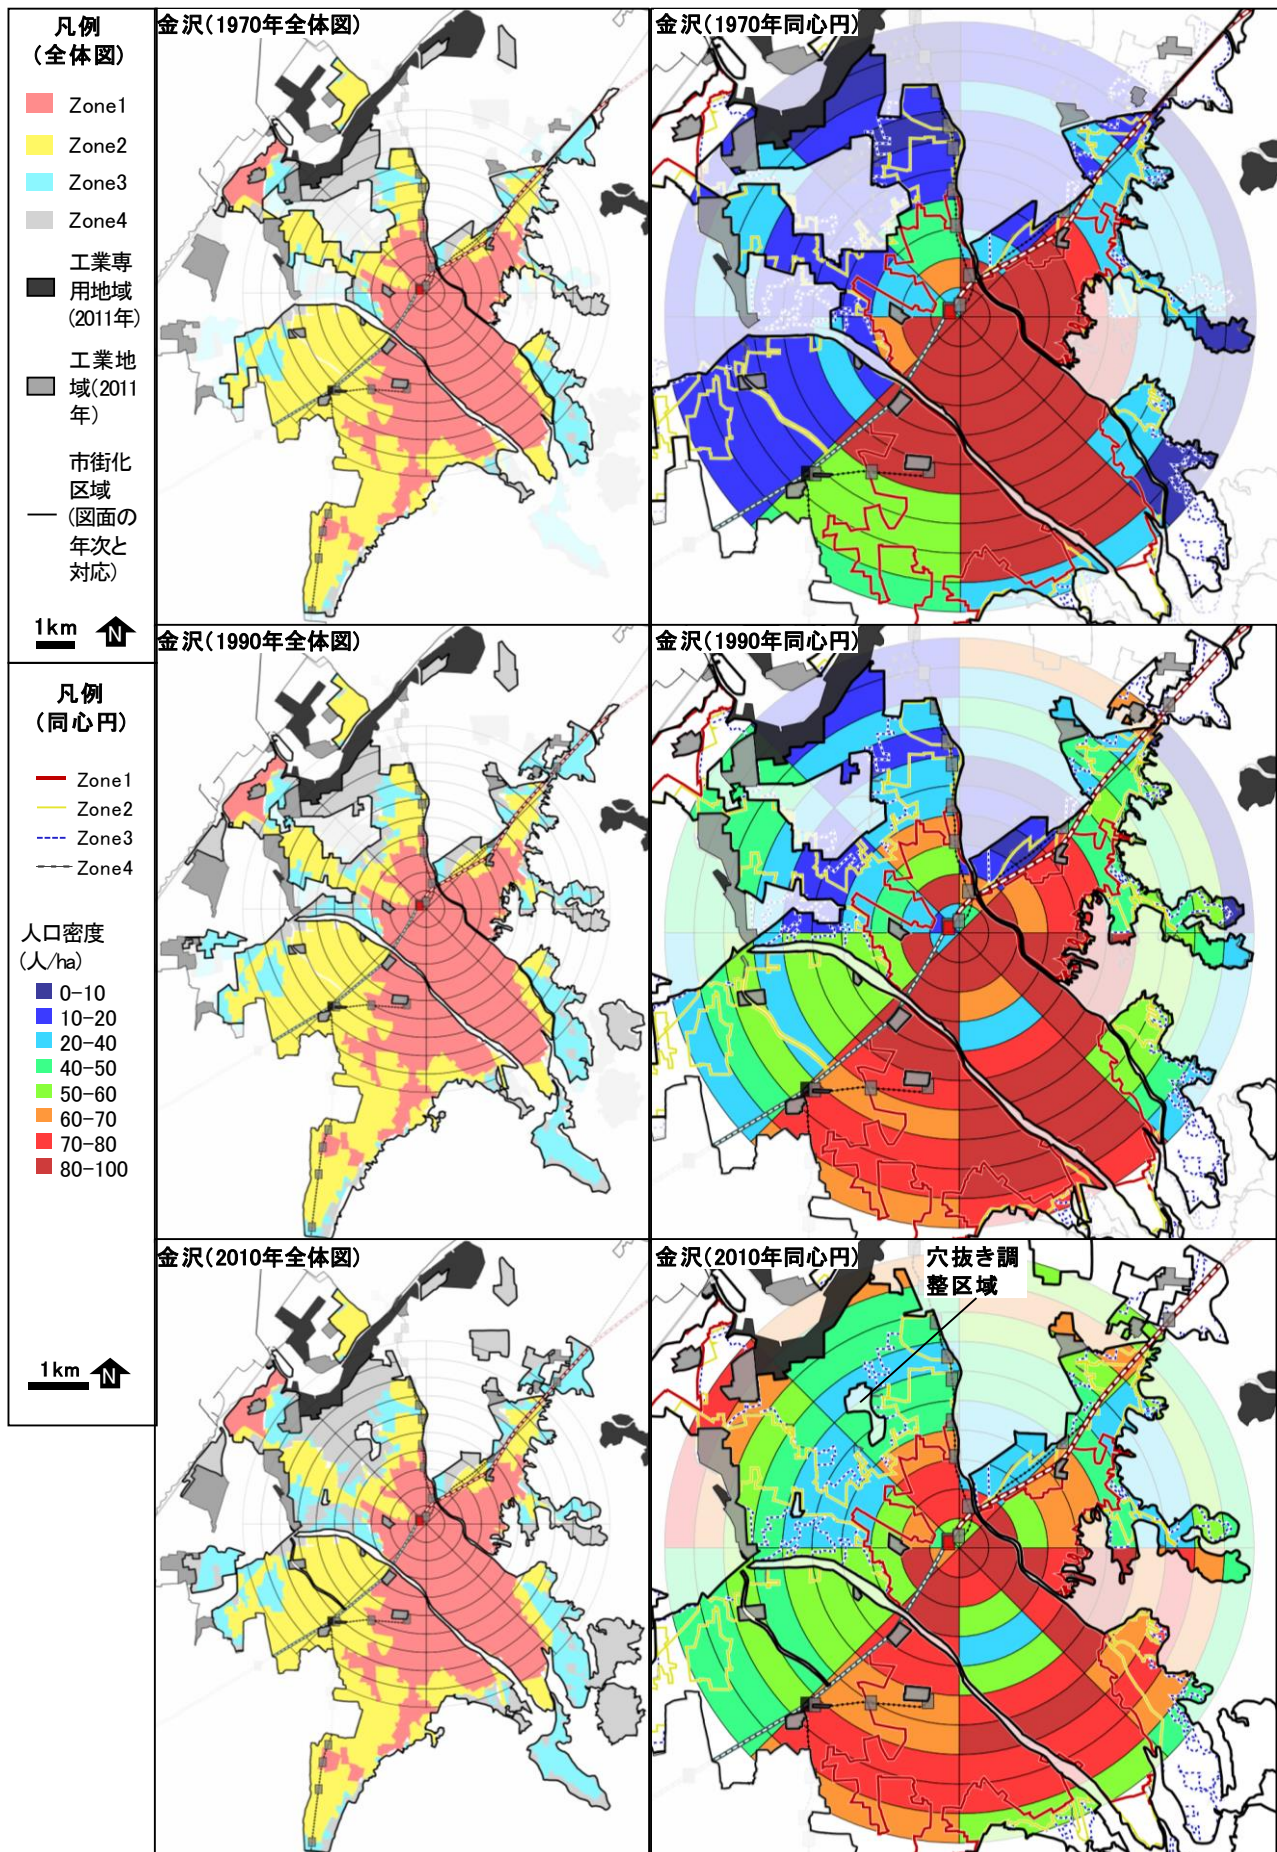 凡例
(全体図)
Zone1
Zone2
Zone3
Zone4
工業専
用地域
(2011年)
工業地
域(2011
年)
市街化
区域
(図面の
年次と
対応)
1km
N
凡例
(同心円)
Zone1
Zone2
Zone3
Zone4
人口密度
(人/ha)
0-10
10-20
20-40
40-50
50-60
60-70
70-80
80-100
1km
N
金沢(1970年全体図)
金沢(1970年同心円)
金沢(1990年全体図)
金沢(1990年同心円)
金沢(2010年全体図)
金沢(2010年同心円)
穴抜き調
整区域